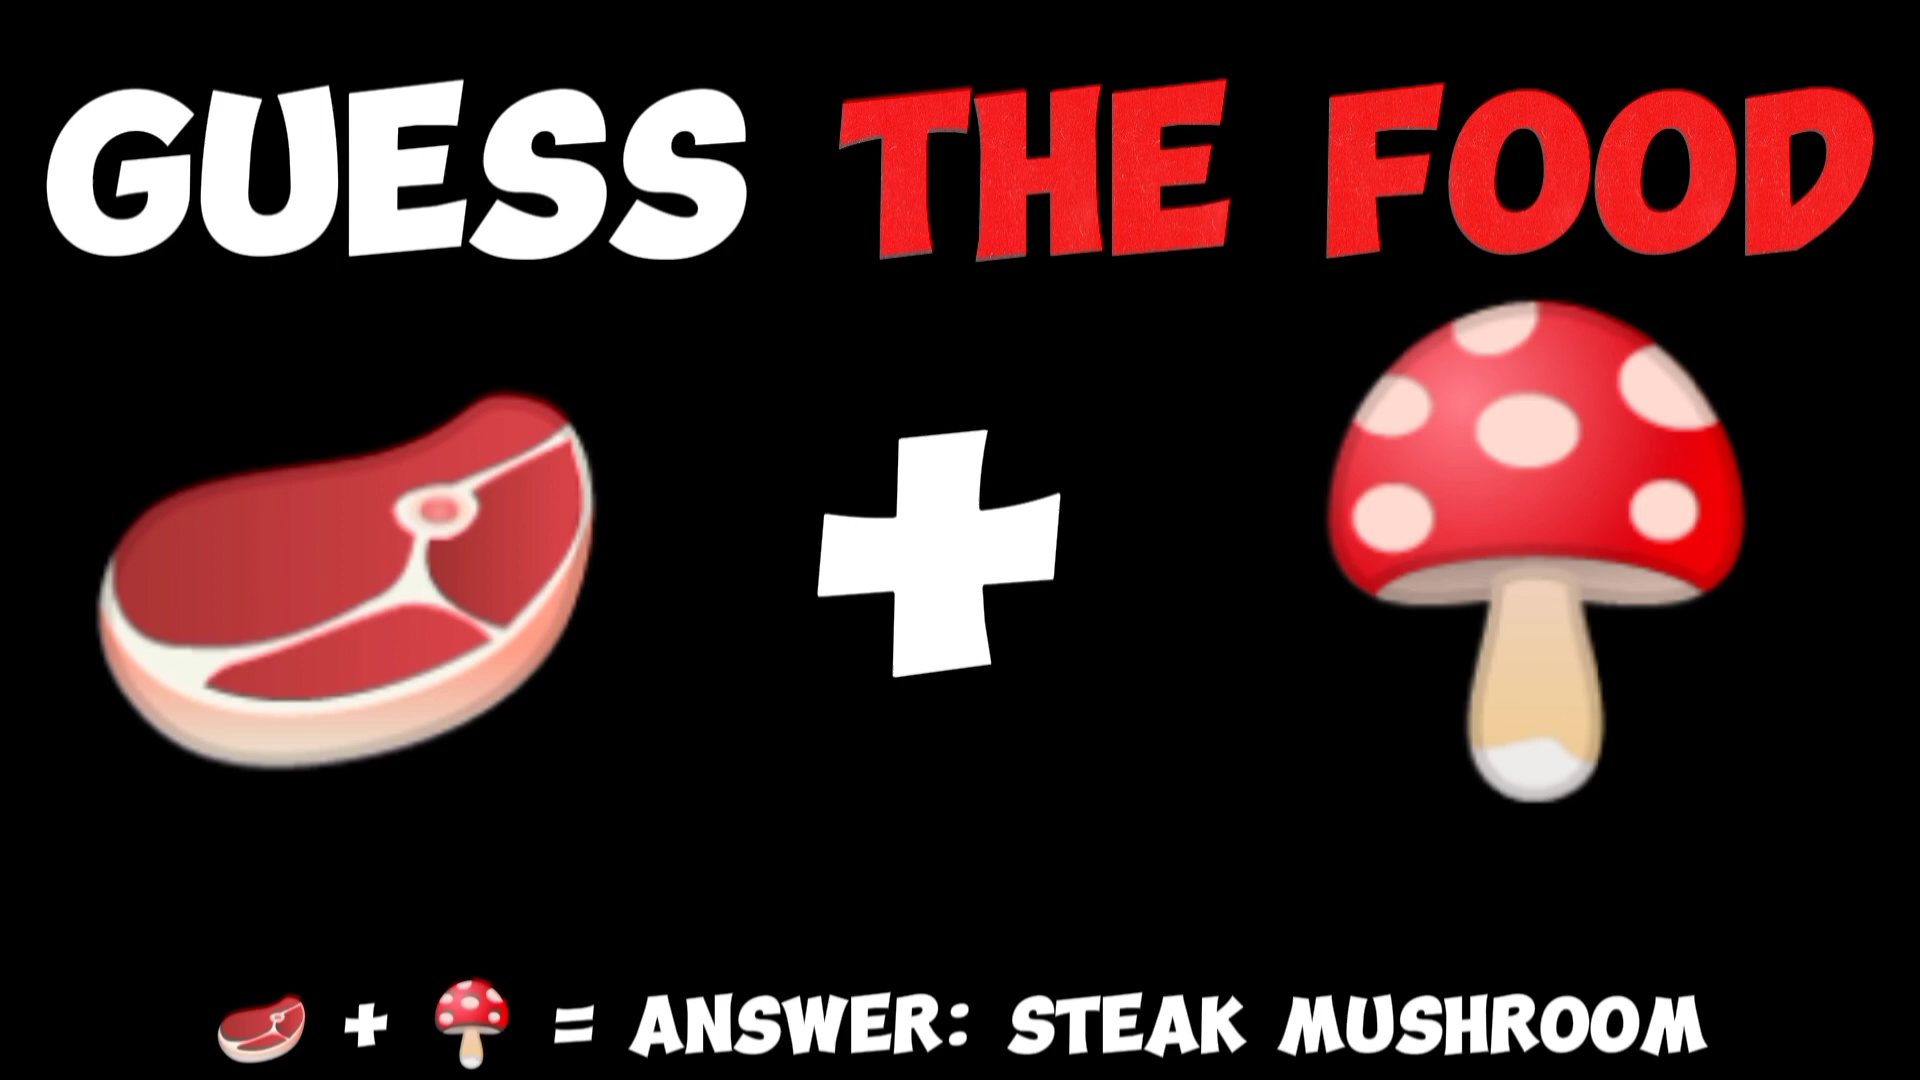 GUESS THE FOOD
+
+ = ANSWER: STEAK MUSHROOM